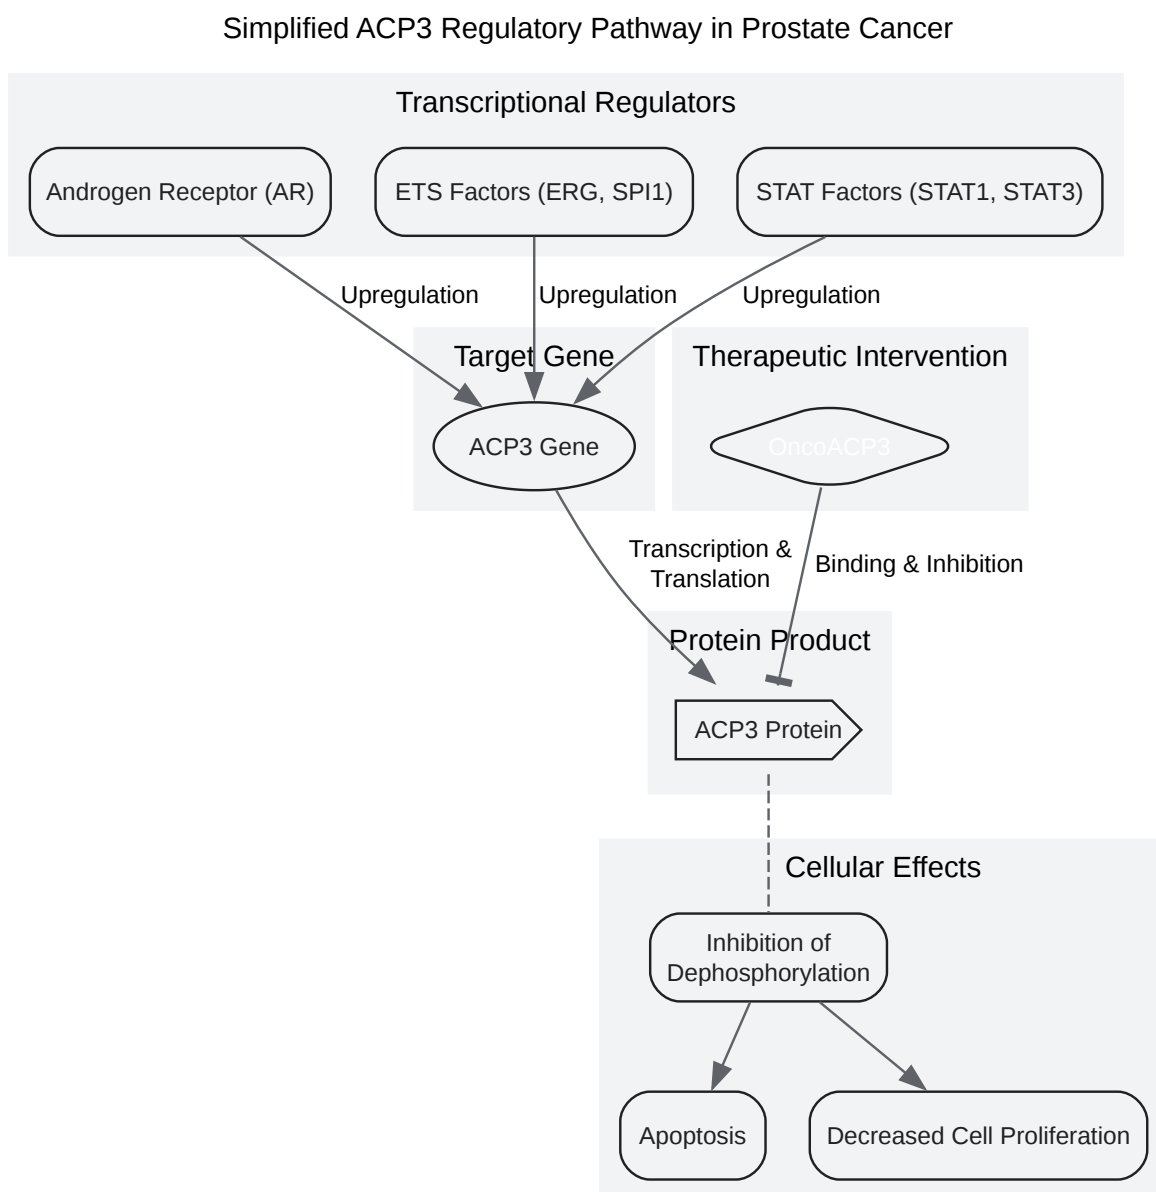 Simplified ACP3 Regulatory Pathway in Prostate Cancer
Transcriptional Regulators
Androgen Receptor (AR)
ETS Factors (ERG, SPI1)
STAT Factors (STAT1, STAT3)
Upregulation
Upregulation
Upregulation
Target Gene
Therapeutic Intervention
ACP3 Gene
OncoACP3
Transcription &
Translation
Binding & Inhibition
Protein Product
ACP3 Protein
Cellular Effects
Inhibition of
Dephosphorylation
Apoptosis
Decreased Cell Proliferation